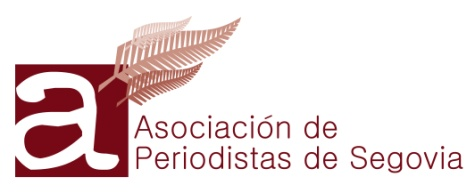 a
Asociación de
Periodistas de Segovia